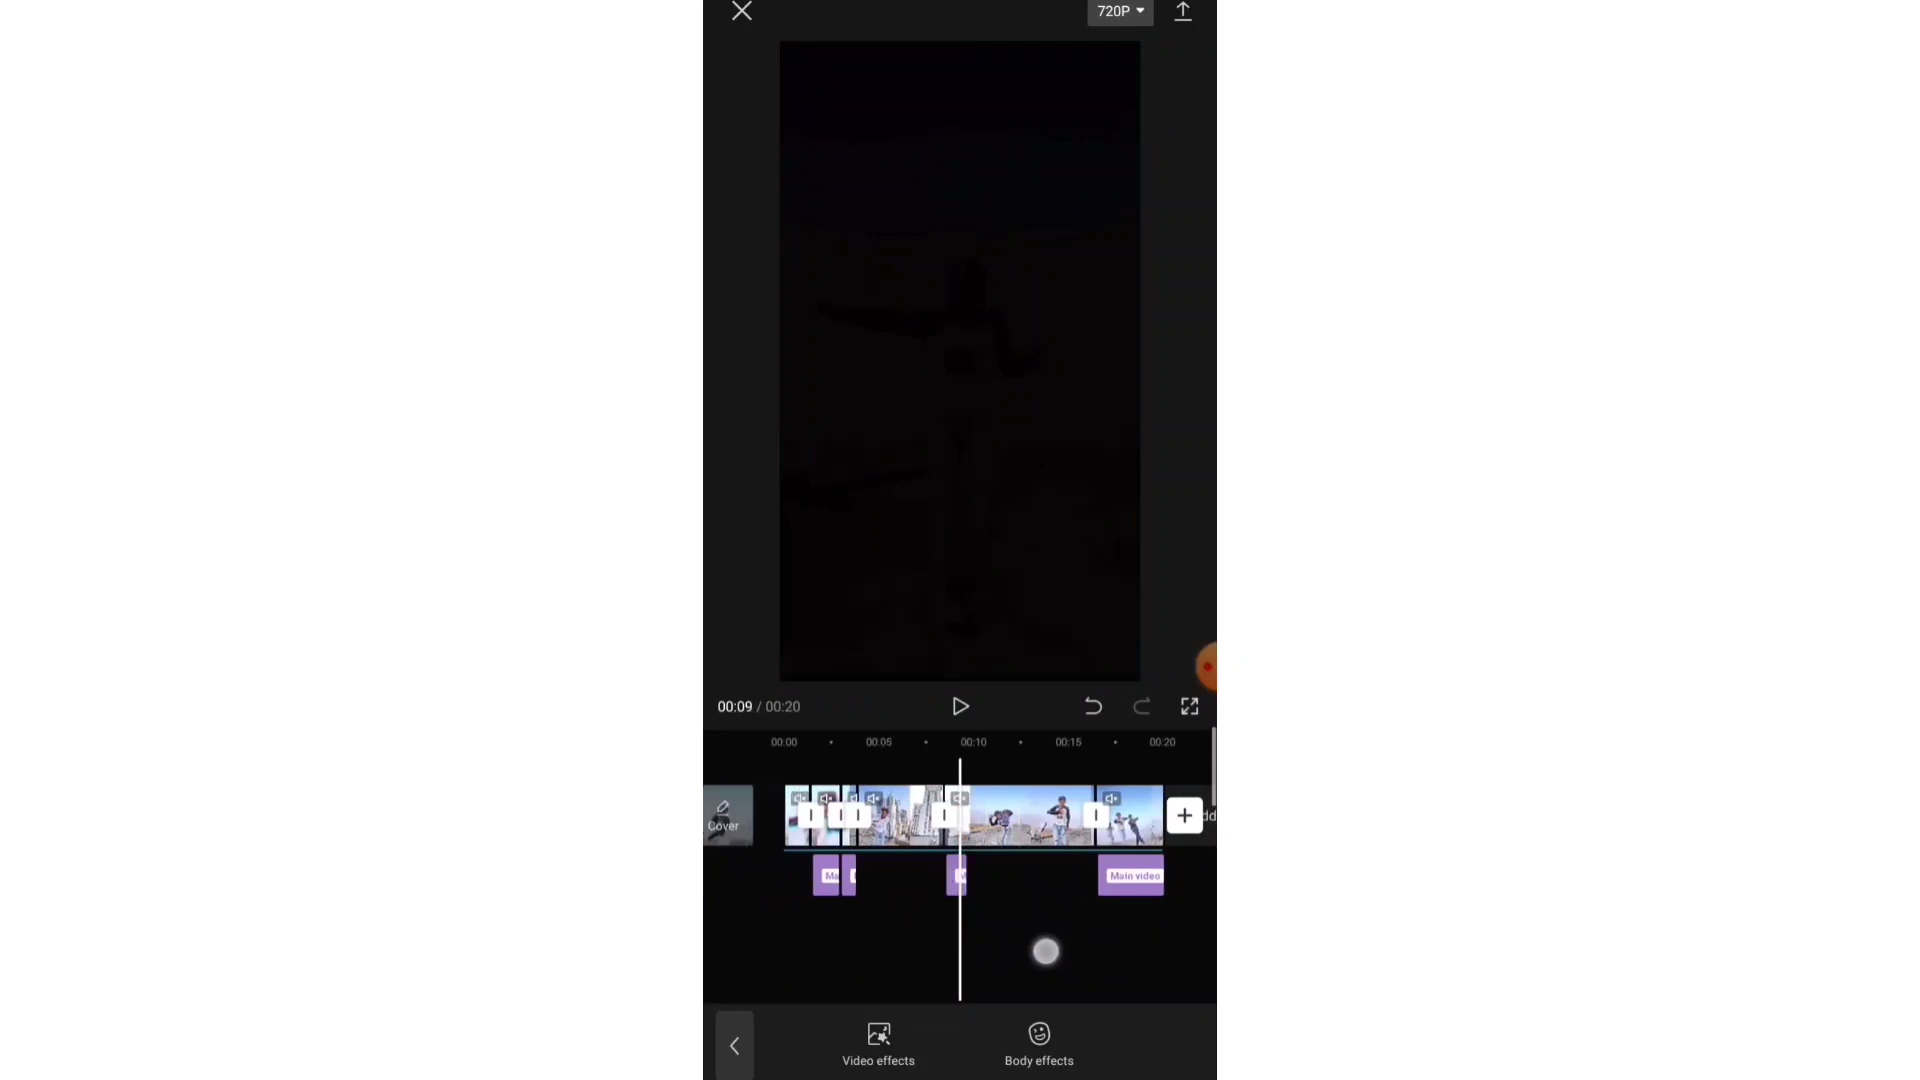 720P
00:09 / 00:20
00:00 00:05 00:10 00:15 00:20
Cover
Ma Main video
Video effects Body effects